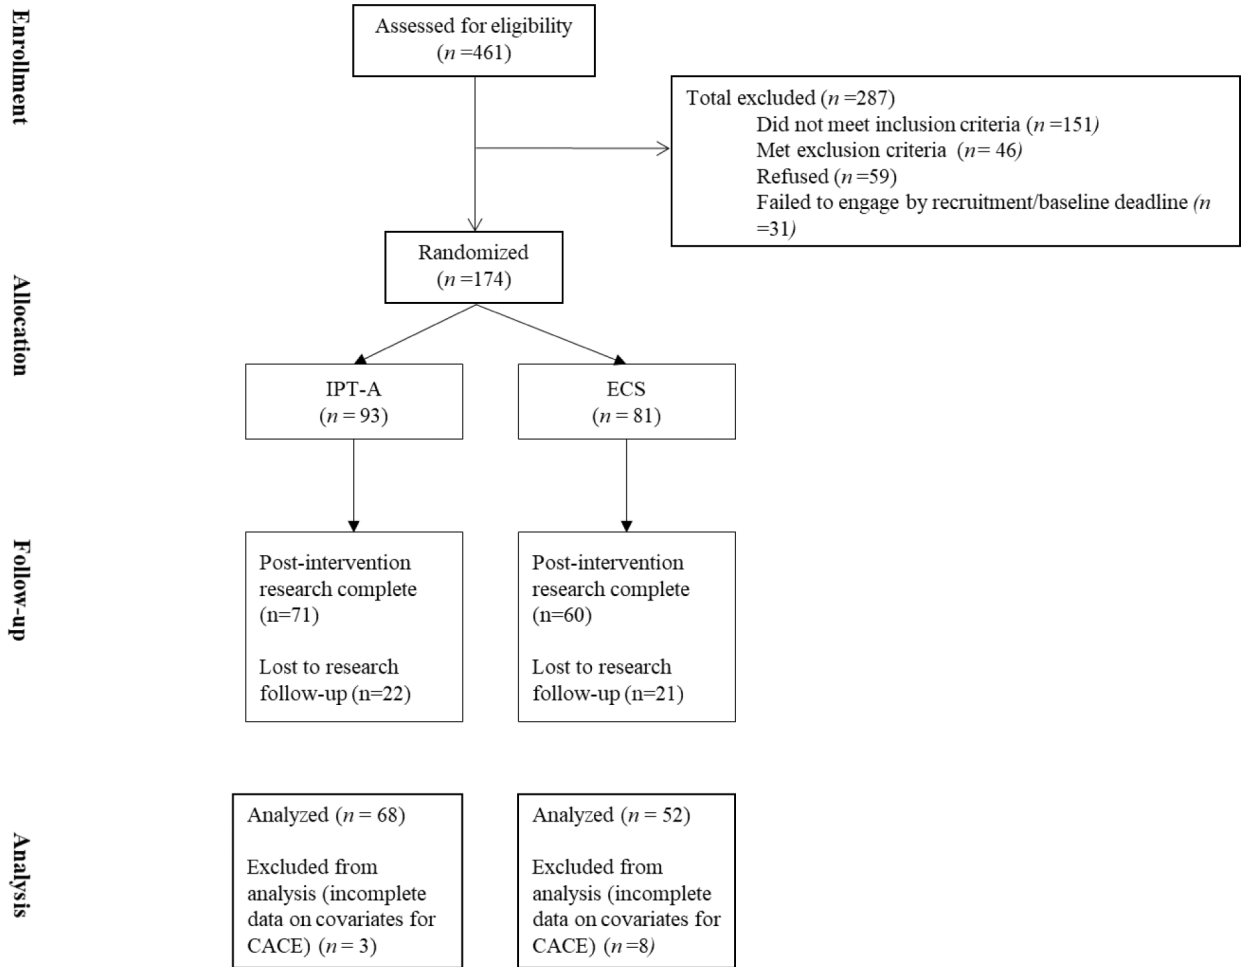 Enrollment
Assessed for eligibility
(n =461)
Total excluded (n =287)
Did not meet inclusion criteria (n =151)
Met exclusion criteria (n= 46)
Refused (n =59)
Failed to engage by recruitment/baseline deadline (n
=31)
Allocation
Randomized
(n =174)
IPT-A
(n = 93)
ECS
(n = 81)
Follow-up
Post-intervention
research complete
(n=71)
Lost to research
follow-up (n=22)
Post-intervention
research complete
(n=60)
Lost to research
follow-up (n=21)
Analysis
Analyzed (n = 68)
Excluded from
analysis (incomplete
data on covariates for
CACE) (n = 3)
Analyzed (n = 52)
Excluded from
analysis (incomplete
data on covariates for
CACE) (n =8)